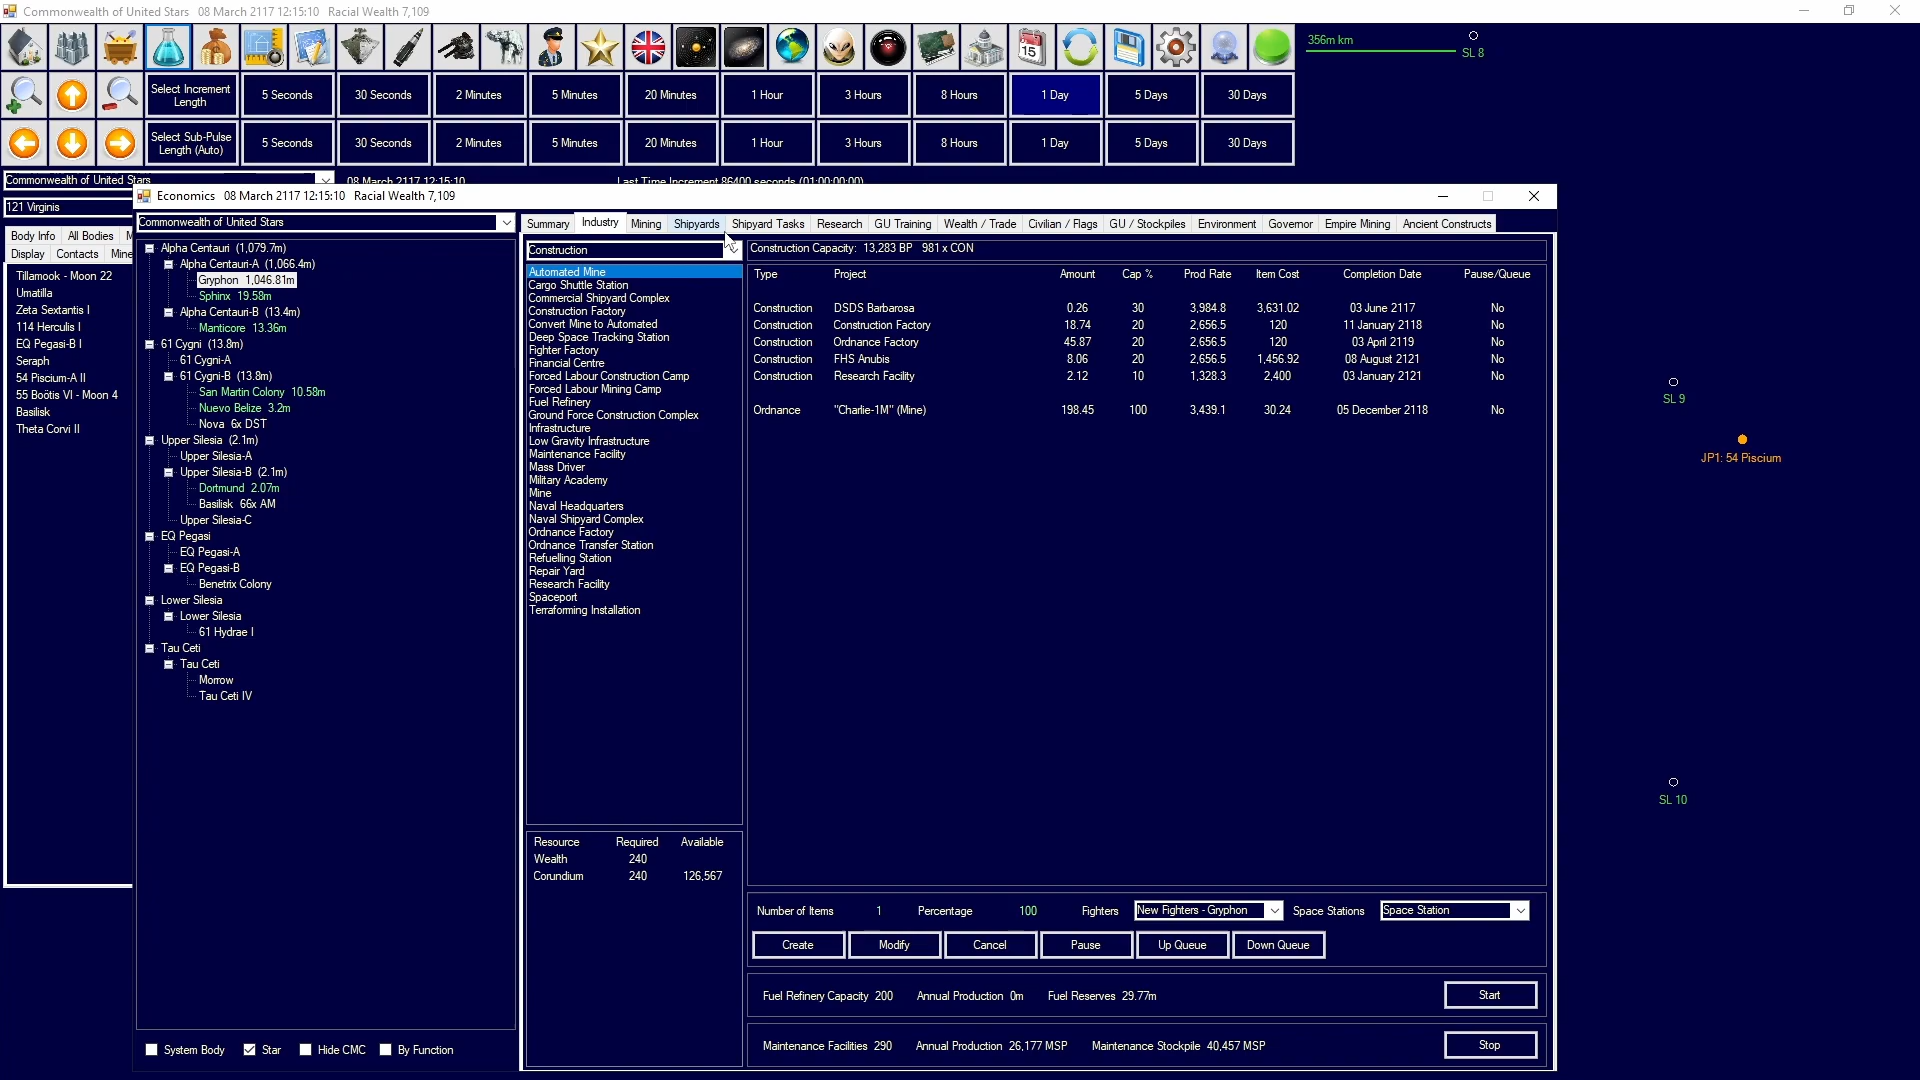 Commonwealth of United Stars   08 March 2117 12:15:10   Racial Wealth 7,109
Select Increment Length
5 Seconds
30 Seconds
2 Minutes
5 Minutes
20 Minutes
1 Hour
3 Hours
8 Hours
1 Day
5 Days
30 Days
Select Sub-Pulse Length (Auto)
5 Seconds
30 Seconds
2 Minutes
5 Minutes
20 Minutes
1 Hour
3 Hours
8 Hours
1 Day
5 Days
30 Days
15
356m km
SL 8
SL 9
JP1: 54 Piscium
SL 10
Commonwealth of United Stars
08 March 2117 12:15:10
Last Time Increment 86400 seconds (01:00:00:00)
121 Virginis
Body Info   All Bodies   M
Display   Contacts   Mine
Tillamook - Moon 22
Umatilla
Zeta Sextantis I
114 Herculis I
EQ Pegasi-B I
Seraph
54 Piscium-A II
55 Boötis VI - Moon 4
Basilisk
Theta Corvi II
Economics   08 March 2117 12:15:10   Racial Wealth 7,109
Commonwealth of United Stars
Alpha Centauri (1,079.7m)
Alpha Centauri-A (1,066.4m)
Gryphon 1,046.81m
Sphinx 19.58m
Alpha Centauri-B (13.4m)
Manticore 13.36m
61 Cygni (13.8m)
61 Cygni-A
61 Cygni-B (13.8m)
San Martin Colony 10.58m
Nuevo Belize 3.2m
Nova 6x DST
Upper Silesia (2.1m)
Upper Silesia-A
Upper Silesia-B (2.1m)
Dortmund 2.07m
Basilisk 66x AM
Upper Silesia-C
EQ Pegasi
EQ Pegasi-A
EQ Pegasi-B
Benetrix Colony
Lower Silesia
Lower Silesia
61 Hydrae I
Tau Ceti
Tau Ceti
Morrow
Tau Ceti IV
System Body   Star   Hide CMC   By Function
Summary   Industry   Mining   Shipyards   Shipyard Tasks   Research   GU Training   Wealth / Trade   Civilian / Flags   GU / Stockpiles   Environment   Governor   Empire Mining   Ancient Constructs
Construction
Automated Mine
Cargo Shuttle Station
Commercial Shipyard Complex
Construction Factory
Convert Mine to Automated
Deep Space Tracking Station
Fighter Factory
Financial Centre
Forced Labour Construction Camp
Forced Labour Mining Camp
Fuel Refinery
Ground Force Construction Complex
Infrastructure
Low Gravity Infrastructure
Maintenance Facility
Mass Driver
Military Academy
Mine
Naval Headquarters
Naval Shipyard Complex
Ordnance Factory
Ordnance Transfer Station
Refuelling Station
Repair Yard
Research Facility
Spaceport
Terraforming Installation
Resource   Required   Available
Wealth   240
Corundium   240   126,567
Construction Capacity: 13,283 BP   981 x CON
Type   Project   Amount   Cap %   Prod Rate   Item Cost   Completion Date   Pause/Queue
Construction   DSDS Barbarosa   0.26   30   3,984.8   3,631.02   03 June 2117   No
Construction   Construction Factory   18.74   20   2,656.5   120   11 January 2118   No
Construction   Ordnance Factory   45.87   20   2,656.5   120   03 April 2119   No
Construction   FHS Anubis   8.06   20   2,656.5   1,456.92   08 August 2121   No
Construction   Research Facility   2.12   10   1,328.3   2,400   03 January 2121   No
Ordnance   "Charlie-1M" (Mine)   198.45   100   3,439.1   30.24   05 December 2118   No
Number of Items   1   Percentage   100   Fighters   New Fighters - Gryphon   Space Stations   Space Station
Create   Modify   Cancel   Pause   Up Queue   Down Queue
Fuel Refinery Capacity 200   Annual Production 0m   Fuel Reserves 29.77m   Start
Maintenance Facilities 290   Annual Production 26,177 MSP   Maintenance Stockpile 40,457 MSP   Stop